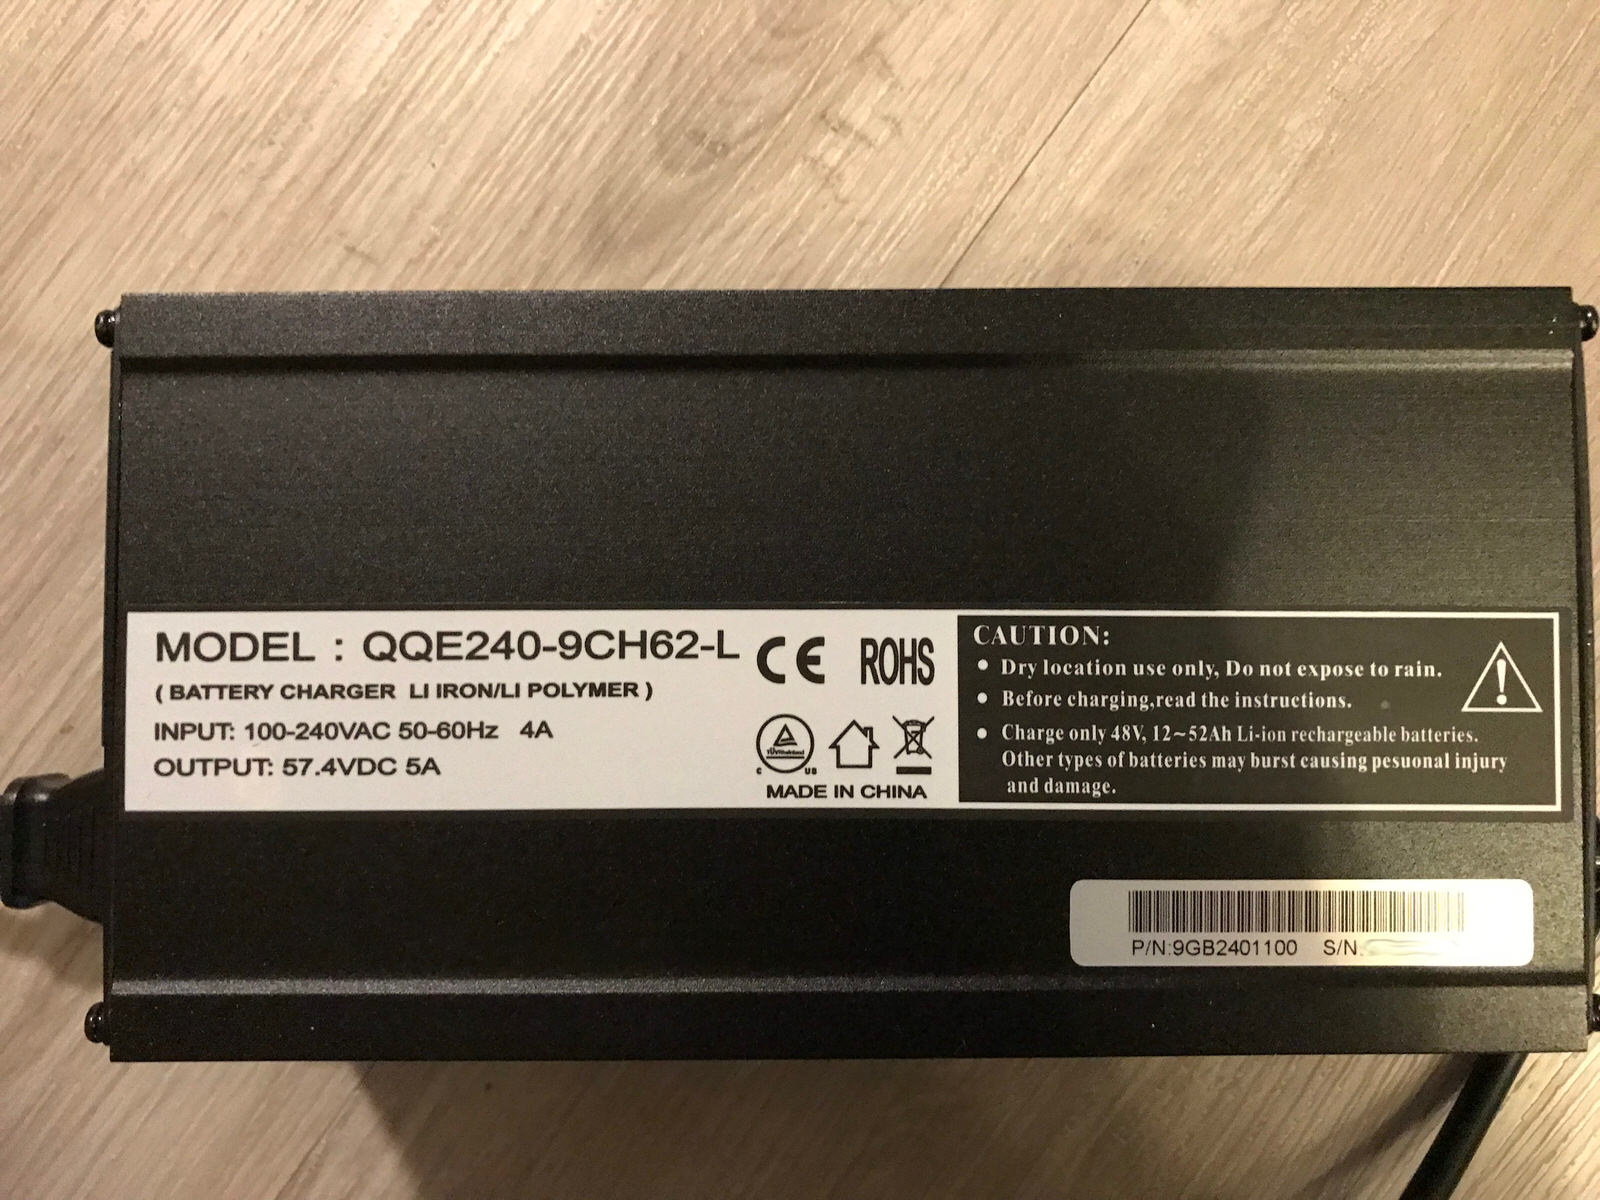 MODEL : QQE240-9CH62-L
( BATTERY CHARGER LI IRON/LI POLYMER )
INPUT: 100-240VAC 50-60Hz 4A
OUTPUT: 57.4VDC 5A
CE ROHS
TÜVRheinland
C US
MADE IN CHINA
CAUTION:
• Dry location use only, Do not expose to rain.
• Before charging,read the instructions.
• Charge only 48V, 12~52Ah Li-ion rechargeable batteries.
Other types of batteries may burst causing pesuonal injury
and damage.
P/N:9GB2401100 S/N.